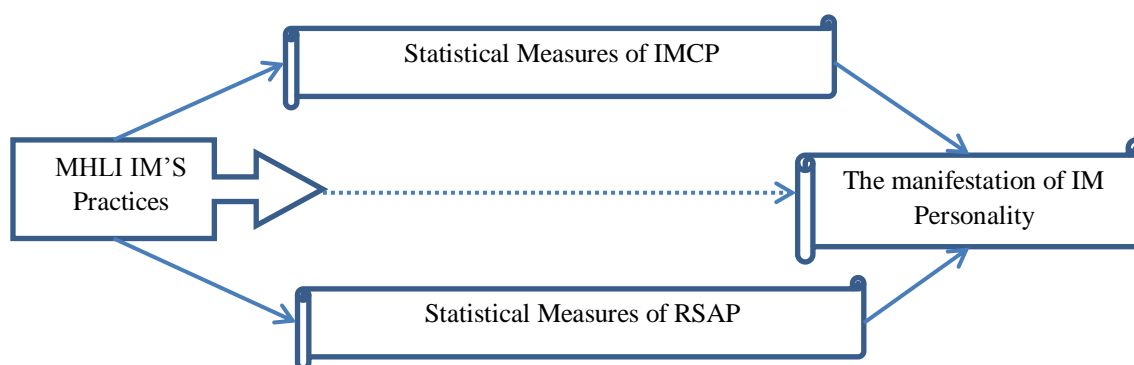 Statistical Measures of IMCP
MHLI IM’S
Practices
The manifestation of IM
Personality
Statistical Measures of RSAP